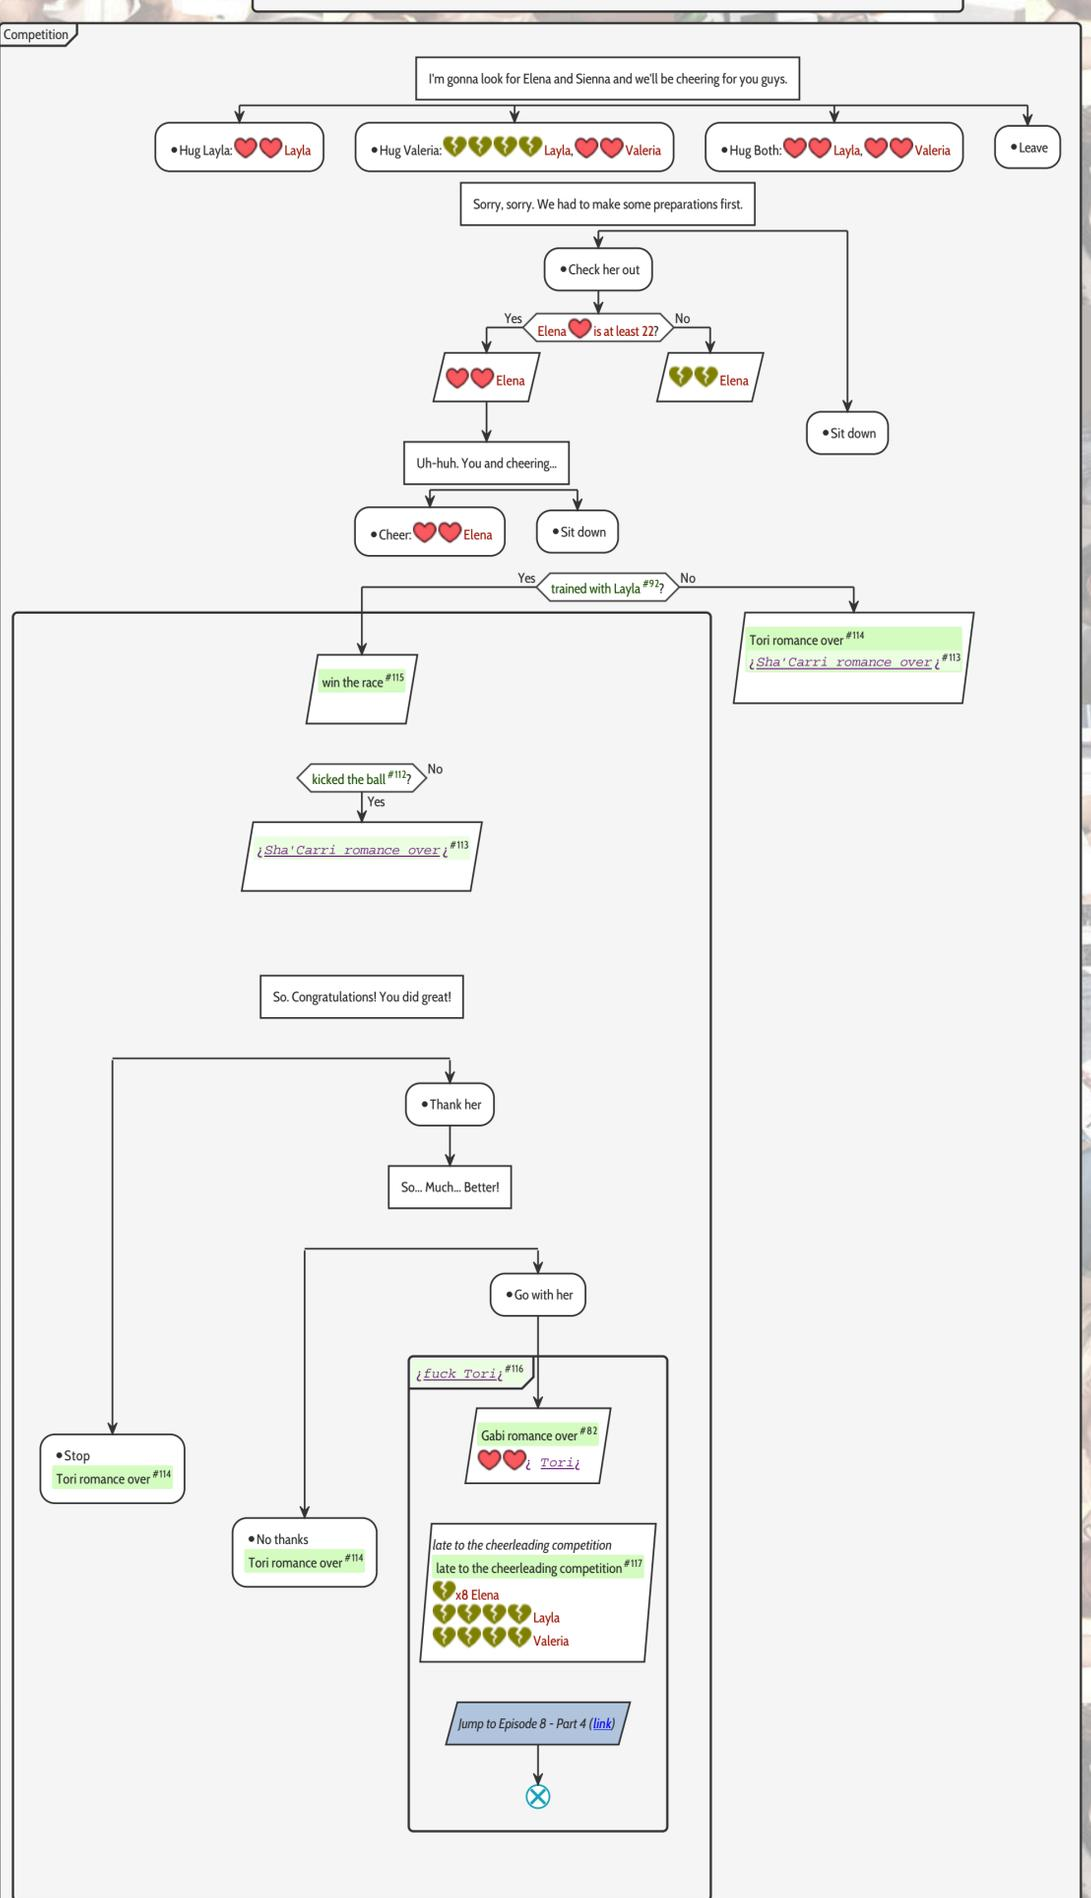 Competition
I'm gonna look for Elena and Sienna and we'll be cheering for you guys.
•Hug Layla: Layla
•Hug Valeria: Layla, Valeria
•Hug Both: Layla, Valeria
•Leave
Sorry, sorry. We had to make some preparations first.
•Check her out
Yes
Elena is at least 22?
No
Elena
Elena
•Sit down
Uh-huh. You and cheering...
•Cheer: Elena
•Sit down
Yes
trained with Layla #92?
No
Tori romance over #114
¿Sha'Carri romance over¿ #113
win the race #115
kicked the ball #112?
No
Yes
¿Sha'Carri romance over¿ #113
So. Congratulations! You did great!
•Thank her
So... Much... Better!
•Go with her
¿fuck Tori¿ #116
Gabi romance over #82
¿ Tori¿
•Stop
Tori romance over #114
•No thanks
Tori romance over #114
late to the cheerleading competition
late to the cheerleading competition #117
x8 Elena
Layla
Valeria
Jump to Episode 8 - Part 4 (link)